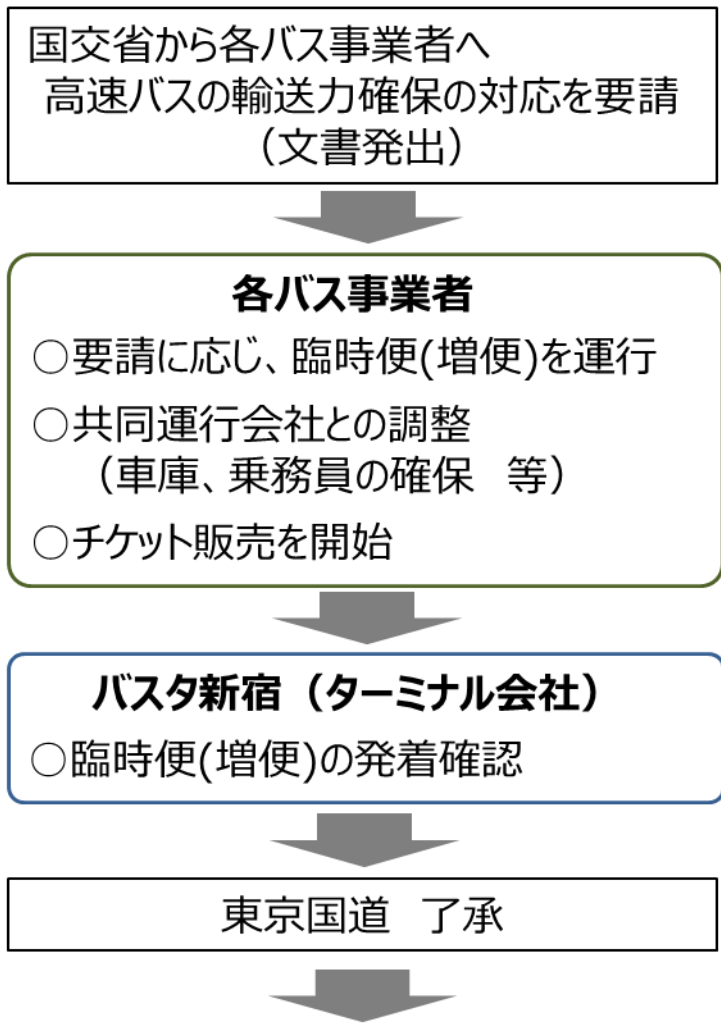 国交省から各バス事業者へ
高速バスの輸送力確保の対応を要請
（文書発出）
各バス事業者
○要請に応じ、臨時便(増便)を運行
○共同運行会社との調整
（車庫、乗務員の確保　等）
○チケット販売を開始
バスタ新宿（ターミナル会社）
○臨時便(増便)の発着確認
東京国道　了承